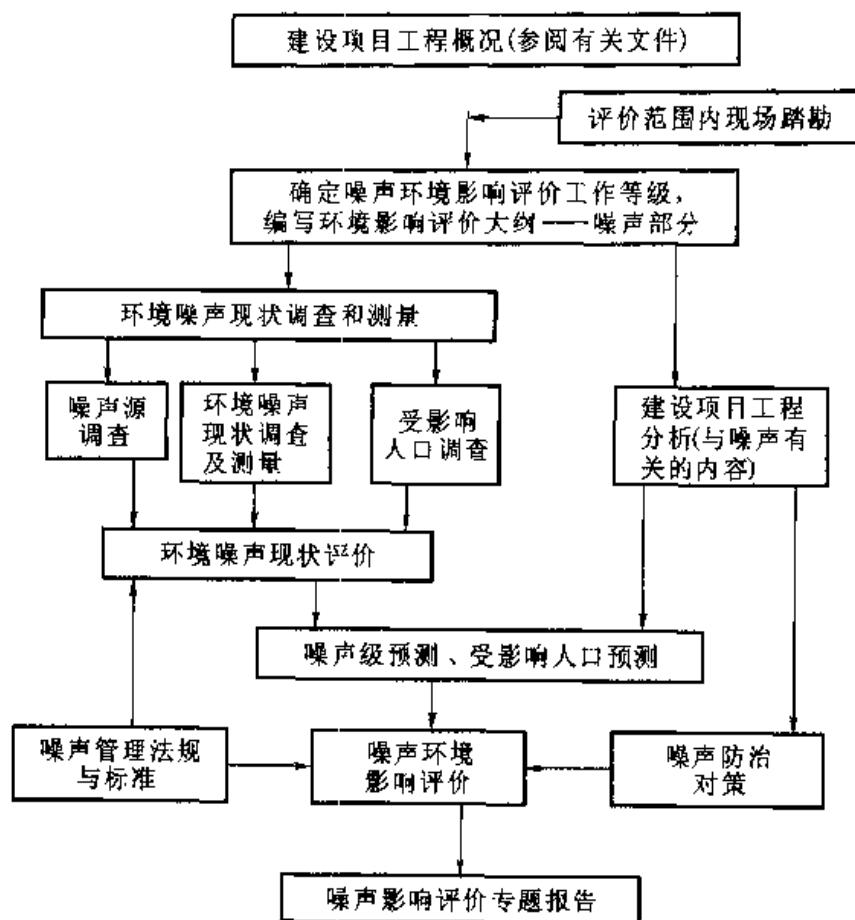 建设项目工程概况(参阅有关文件)
评价范围内现场踏勘
确定噪声环境影响评价工作等级,
编写环境影响评价大纲——噪声部分
环境噪声现状调查和测量
噪声源
调查
环境噪声
现状调查
及测量
受影响
人口调查
建设项目工程
分析(与噪声有
关的内容)
环境噪声现状评价
噪声级预测、受影响人口预测
噪声管理法规
与标准
噪声环境
影响评价
噪声防治
对策
噪声影响评价专题报告